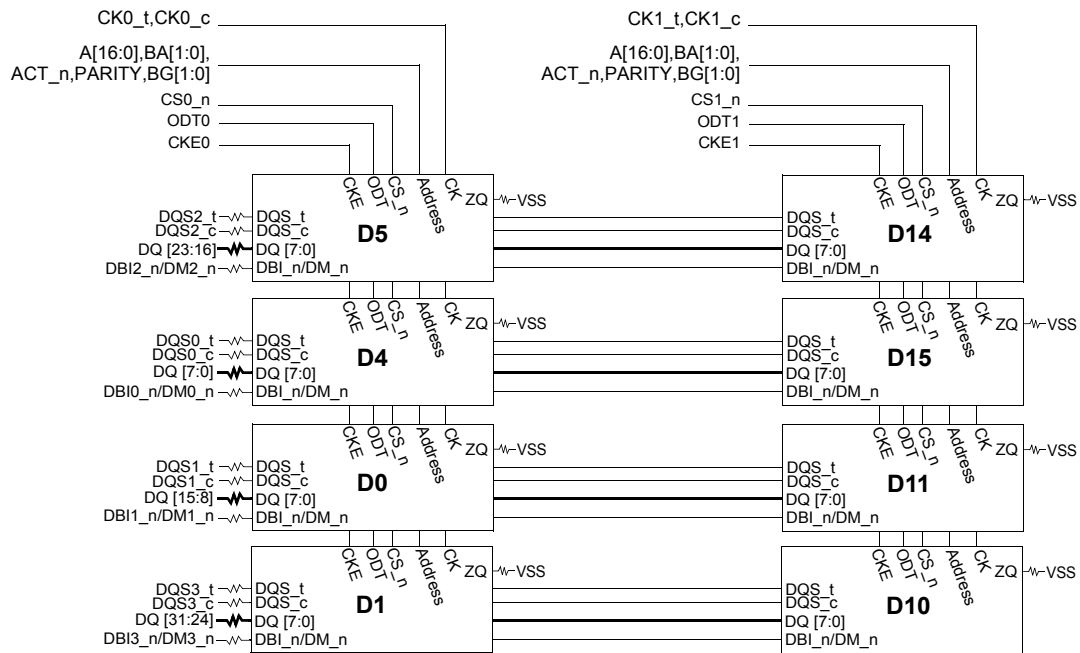 CK0_t,CK0_c
CK1_t,CK1_c
A[16:0],BA[1:0],
ACT_n,PARITY,BG[1:0]
A[16:0],BA[1:0],
ACT_n,PARITY,BG[1:0]
CS0_n
CS1_n
ODT0
ODT1
CKE0
CKE1
CKE ODT CS_n Address CK
ZQ VSS
CKE ODT CS_n Address CK
ZQ VSS
DQS2_t DQS_t
DQS2_c DQS_c
DQ [23:16] DQ [7:0]
DBI2_n/DM2_n DBI_n/DM_n
D5
DQS_t
DQS_c
DQ [7:0]
DBI_n/DM_n
D14
CKE ODT CS_n Address CK
ZQ VSS
CKE ODT CS_n Address CK
ZQ VSS
DQS0_t DQS_t
DQS0_c DQS_c
DQ [7:0] DQ [7:0]
DBI0_n/DM0_n DBI_n/DM_n
D4
DQS_t
DQS_c
DQ [7:0]
DBI_n/DM_n
D15
CKE ODT CS_n Address CK
ZQ VSS
CKE ODT CS_n Address CK
ZQ VSS
DQS1_t DQS_t
DQS1_c DQS_c
DQ [15:8] DQ [7:0]
DBI1_n/DM1_n DBI_n/DM_n
D0
DQS_t
DQS_c
DQ [7:0]
DBI_n/DM_n
D11
CKE ODT CS_n Address CK
ZQ VSS
CKE ODT CS_n Address CK
ZQ VSS
DQS3_t DQS_t
DQS3_c DQS_c
DQ [31:24] DQ [7:0]
DBI3_n/DM3_n DBI_n/DM_n
D1
DQS_t
DQS_c
DQ [7:0]
DBI_n/DM_n
D10